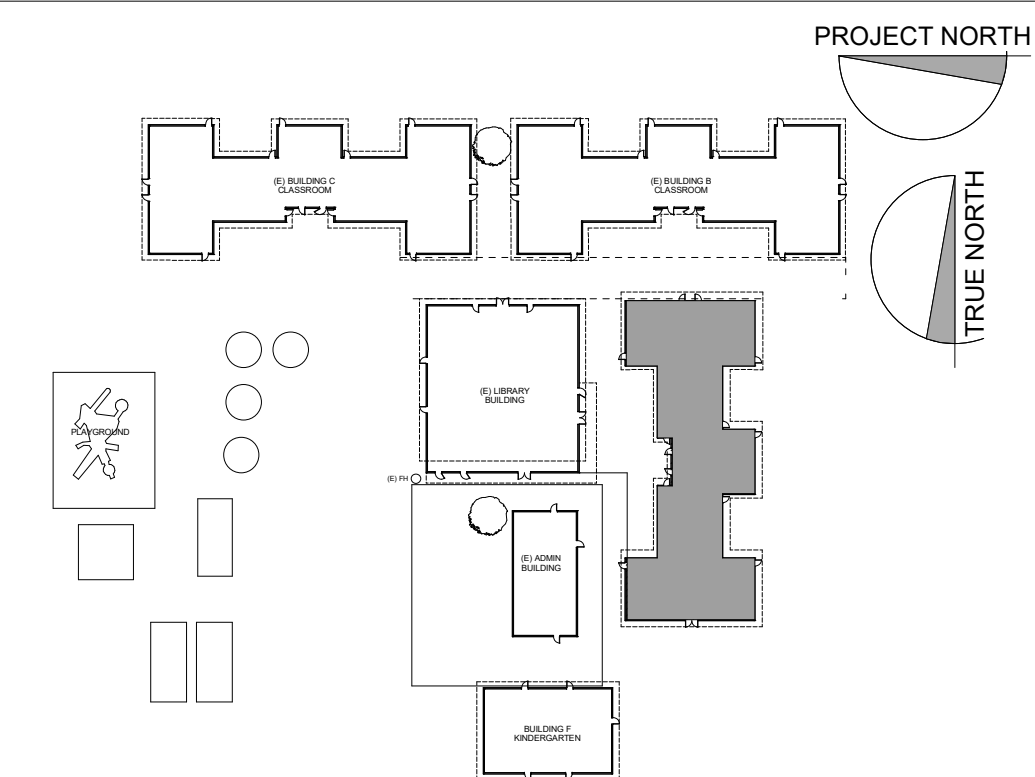 PROJECT NORTH
TRUE NORTH
(E) BUILDING C
CLASSROOM
(E) BUILDING B
CLASSROOM
(E) LIBRARY
BUILDING
PLAYGROUND
(E) FH
(E) ADMIN
BUILDING
BUILDING F
KINDERGARTEN